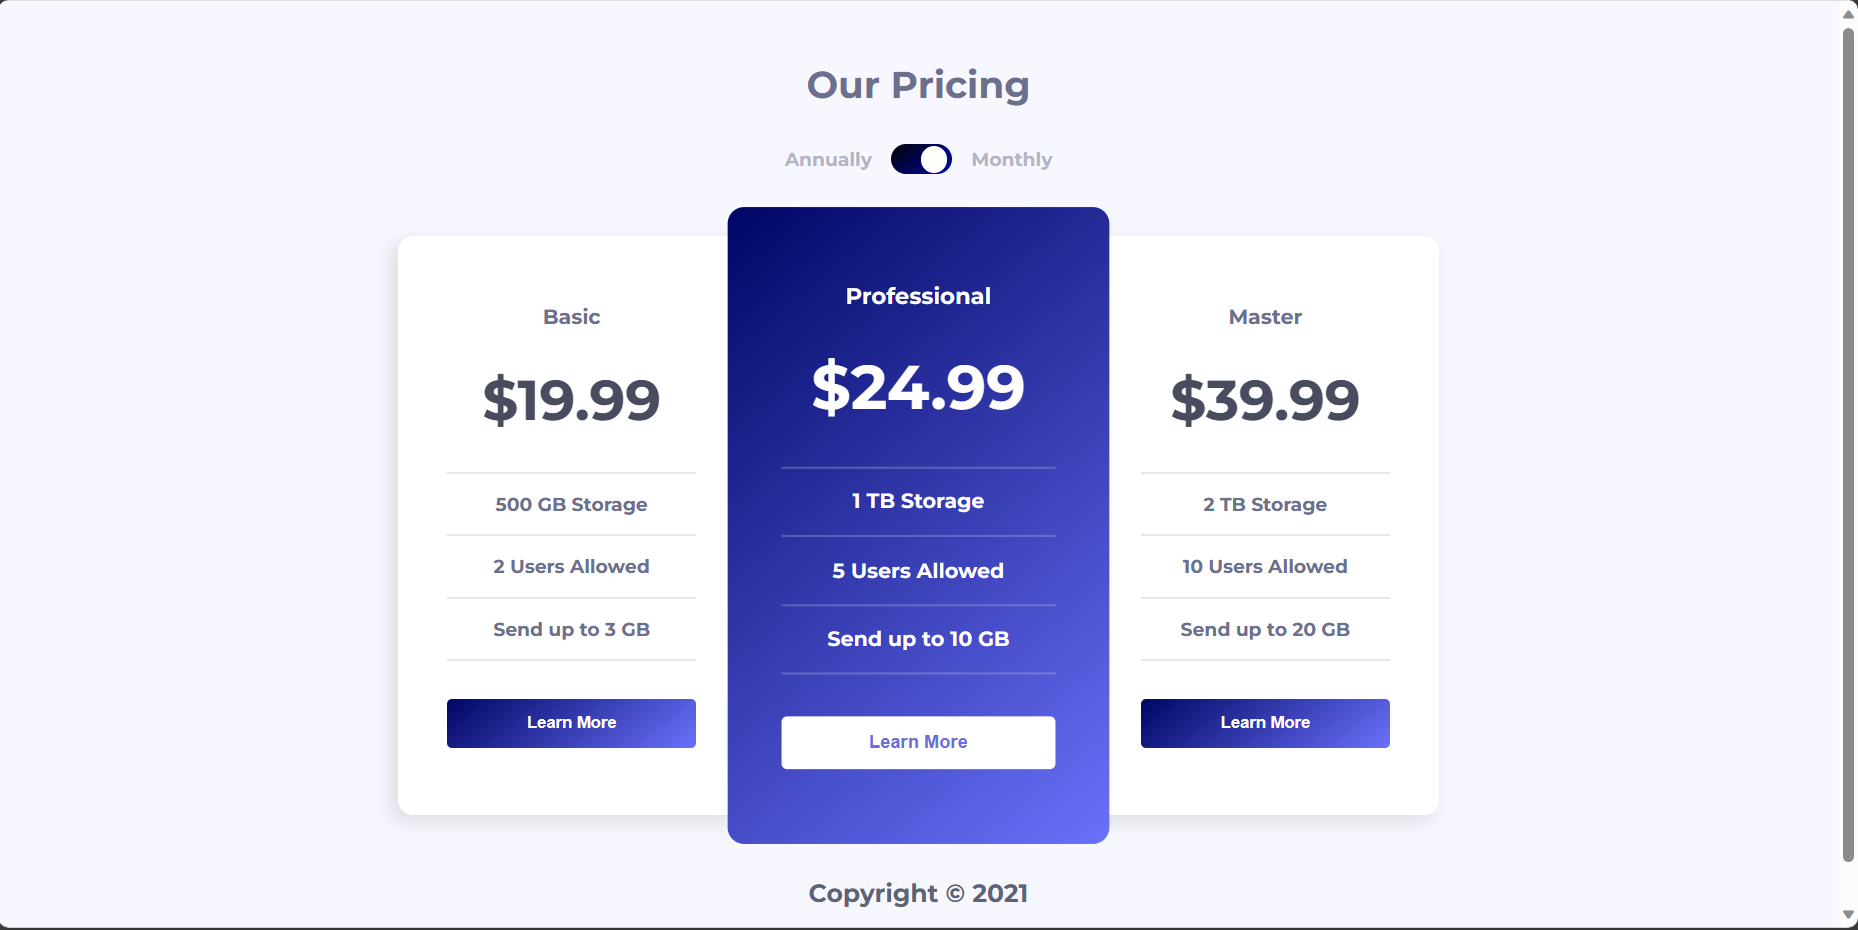 Our Pricing
Annually Monthly
Basic
$19.99
500 GB Storage
2 Users Allowed
Send up to 3 GB
Learn More
Professional
$24.99
1 TB Storage
5 Users Allowed
Send up to 10 GB
Learn More
Master
$39.99
2 TB Storage
10 Users Allowed
Send up to 20 GB
Learn More
Copyright © 2021